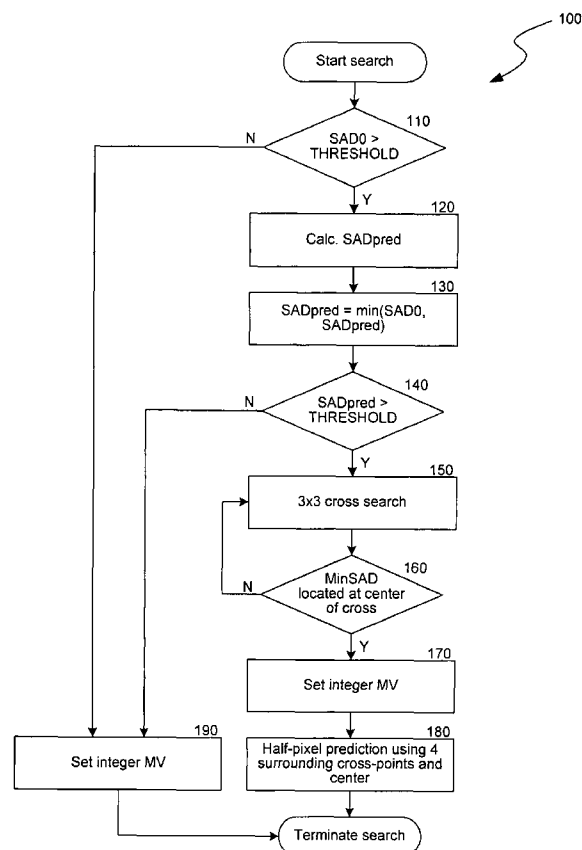 100
Start search
110
SAD0 >
THRESHOLD
N
Y
120
Calc. SADpred
130
SADpred = min(SAD0,
SADpred)
140
SADpred >
THRESHOLD
N
Y
150
3x3 cross search
160
MinSAD
located at center
of cross
N
Y
170
Set integer MV
180
Half-pixel prediction using 4
surrounding cross-points and
center
190
Set integer MV
Terminate search